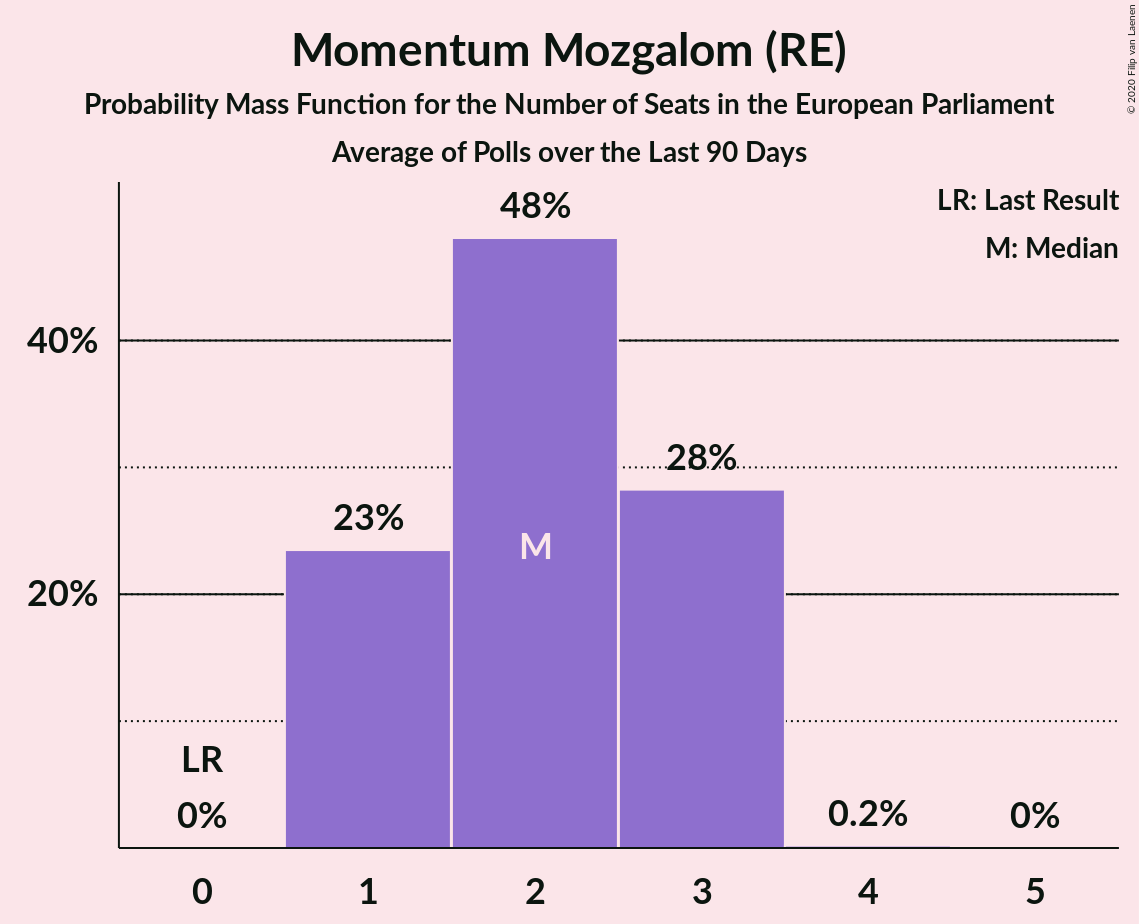 Momentum Mozgalom (RE)
Probability Mass Function for the Number of Seats in the European Parliament
Average of Polls over the Last 90 Days
© 2020 Filip van Laenen
LR: Last Result
M: Median
48%
40%
28%
23%
M
20%
LR
0%
0.2%
0%
0 1 2 3 4 5